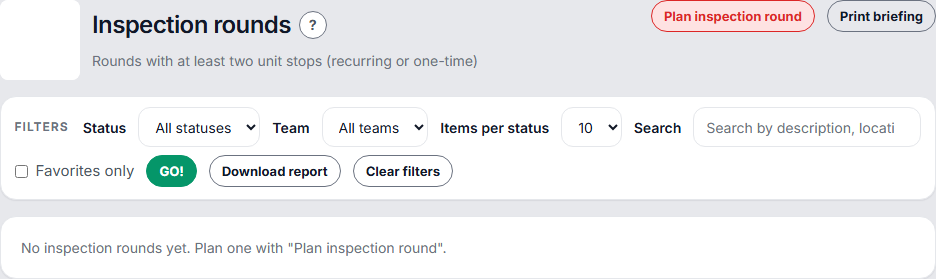 Inspection rounds ?
Plan inspection round
Print briefing
Rounds with at least two unit stops (recurring or one-time)
FILTERS Status All statuses Team All teams Items per status 10 Search Search by description, locati
Favorites only GO! Download report Clear filters
No inspection rounds yet. Plan one with "Plan inspection round".